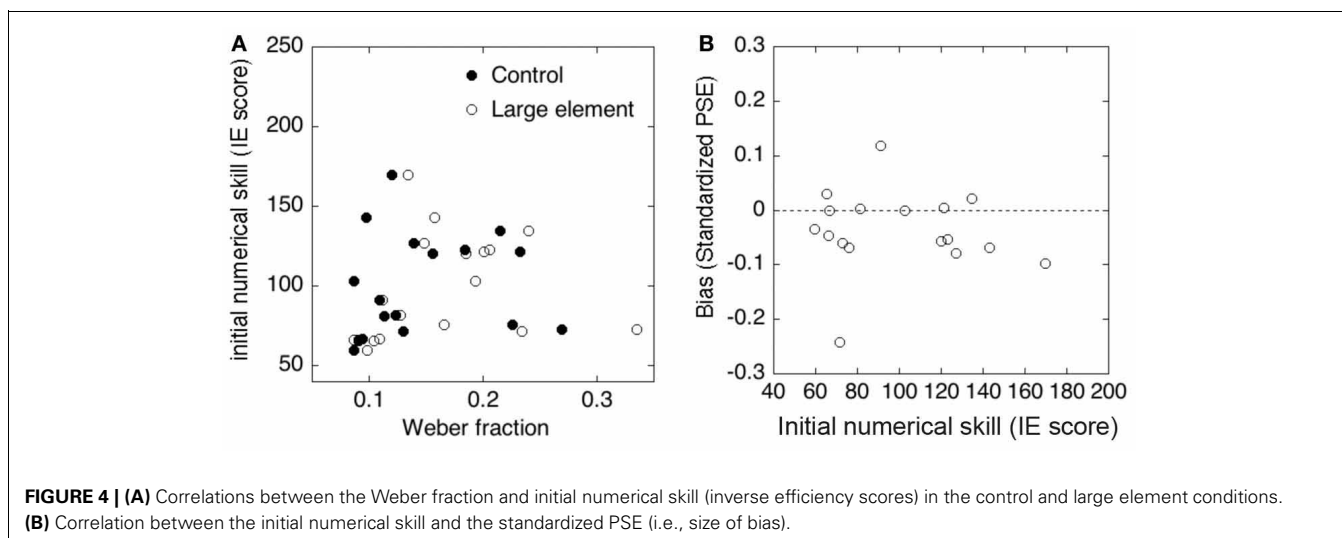 A
250
200
150
100
50
initial numerical skill (IE score)
Control
Large element
0.1
0.2
0.3
Weber fraction
B
0.3
0.2
0.1
0
-0.1
-0.2
-0.3
Bias (Standardized PSE)
40 60 80 100 120 140 160 180 200
Initial numerical skill (IE score)
FIGURE 4 | (A) Correlations between the Weber fraction and initial numerical skill (inverse efficiency scores) in the control and large element conditions.
(B) Correlation between the initial numerical skill and the standardized PSE (i.e., size of bias).